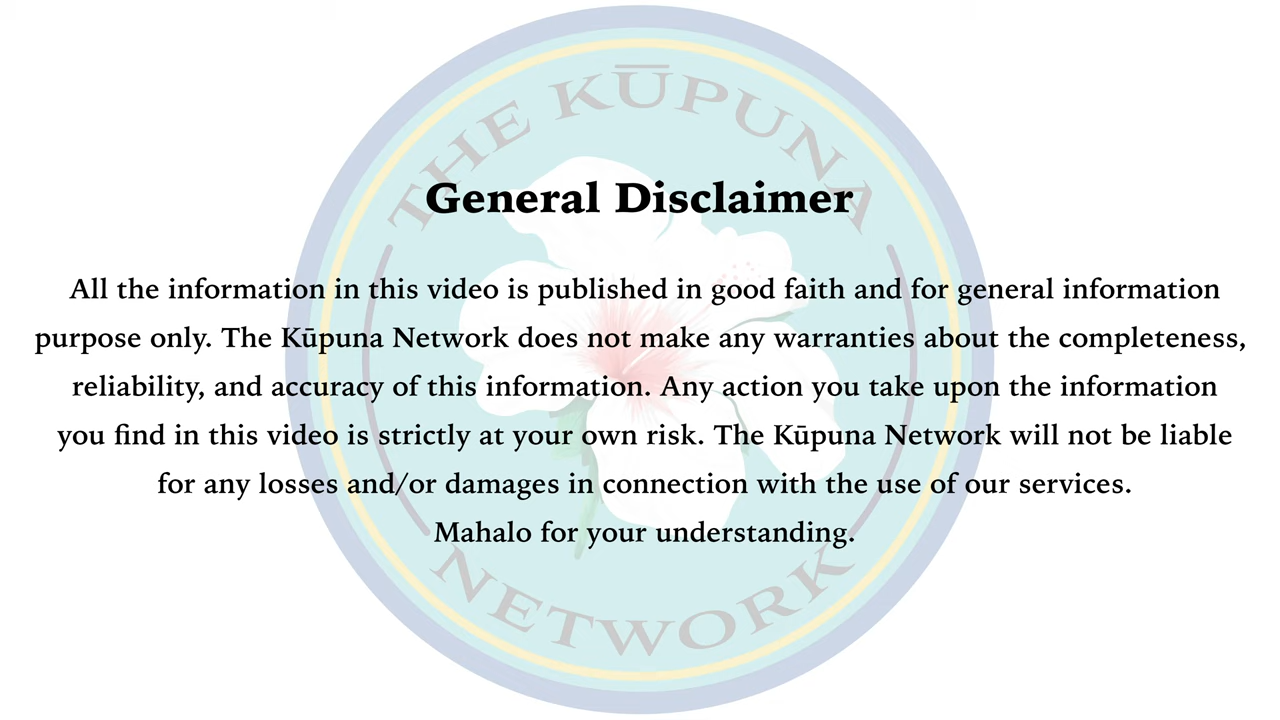 THE KŪPUNA
General Disclaimer
All the information in this video is published in good faith and for general information
purpose only. The Kūpuna Network does not make any warranties about the completeness,
reliability, and accuracy of this information. Any action you take upon the information
you find in this video is strictly at your own risk. The Kūpuna Network will not be liable
for any losses and/or damages in connection with the use of our services.
Mahalo for your understanding.
NETWORK